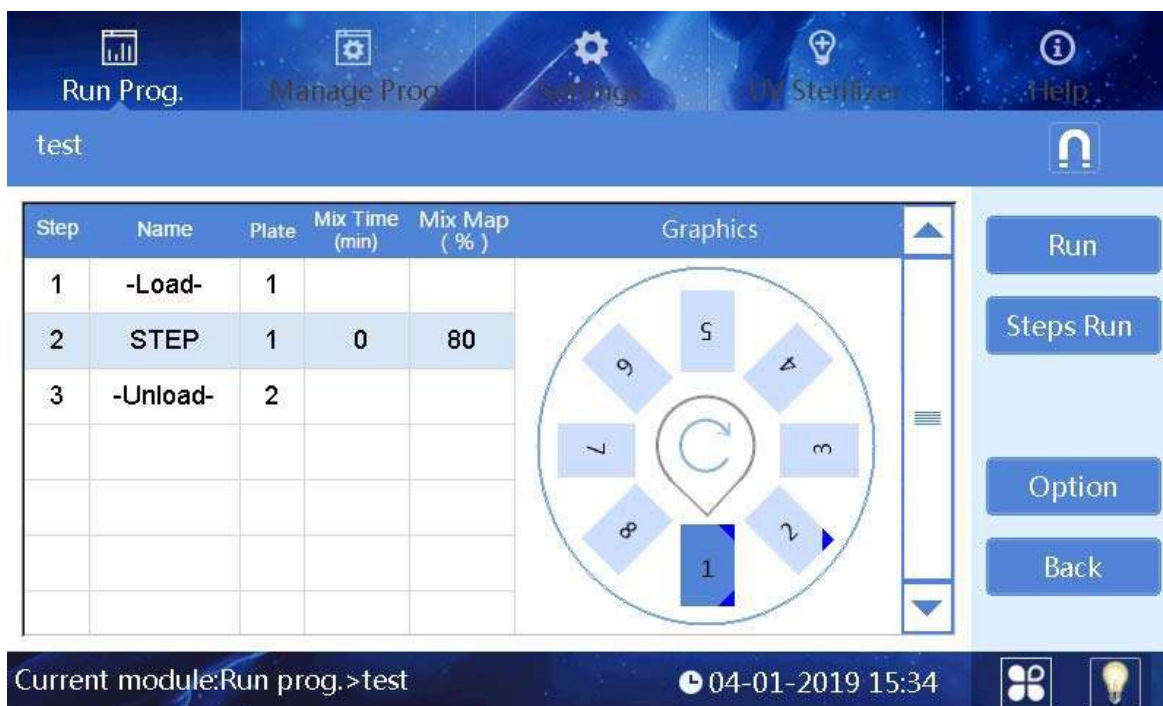 Run Prog.
Manage Prog.
Settings
UV Sterilizer
Help
test
Step Name Plate Mix Time (min) Mix Map ( % ) Graphics
1 -Load- 1
2 STEP 1 0 80
3 -Unload- 2
5
6
4
7
3
8
2
1
Run
Steps Run
Option
Back
Current module:Run prog.>test
04-01-2019 15:34